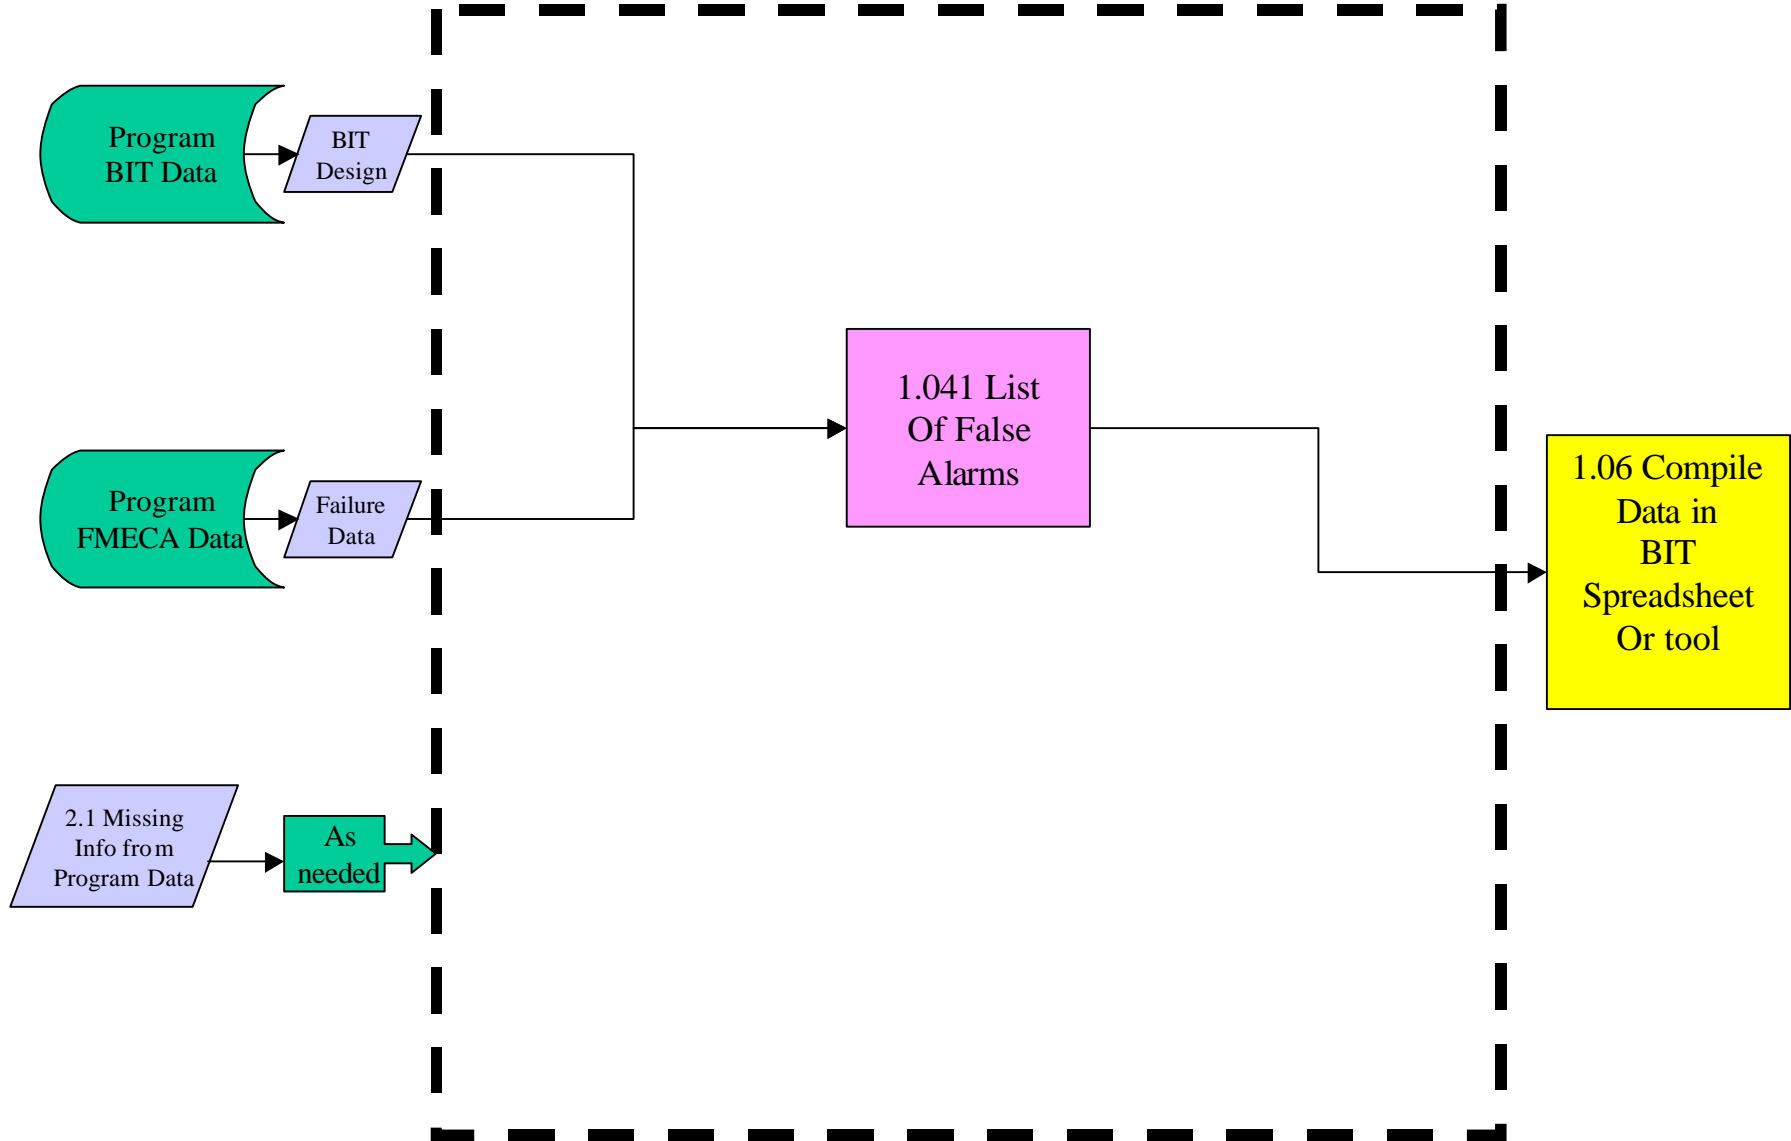 Program
BIT Data
BIT
Design
1.041 List
Of False
Alarms
Program
FMECA Data
Failure
Data
1.06 Compile
Data in
BIT
Spreadsheet
Or tool
2.1 Missing
Info from
Program Data
As
needed